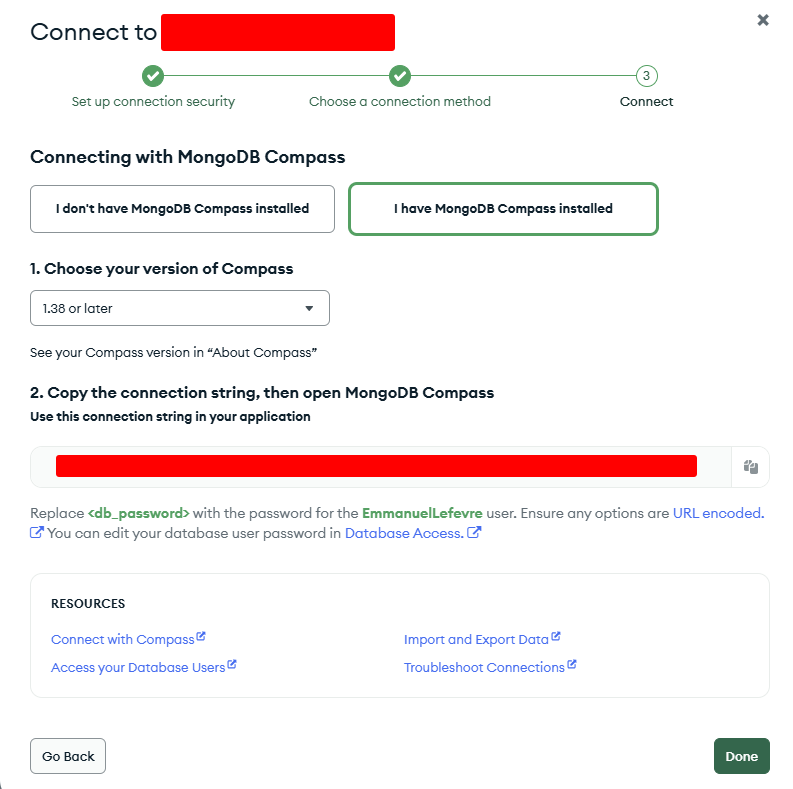 Connect to
3
Set up connection security
Choose a connection method
Connect
Connecting with MongoDB Compass
I don't have MongoDB Compass installed
I have MongoDB Compass installed
1. Choose your version of Compass
1.38 or later
See your Compass version in “About Compass”
2. Copy the connection string, then open MongoDB Compass
Use this connection string in your application
Replace <db_password> with the password for the EmmanuelLefevre user. Ensure any options are URL encoded.
You can edit your database user password in Database Access.
RESOURCES
Connect with Compass
Import and Export Data
Access your Database Users
Troubleshoot Connections
Go Back
Done